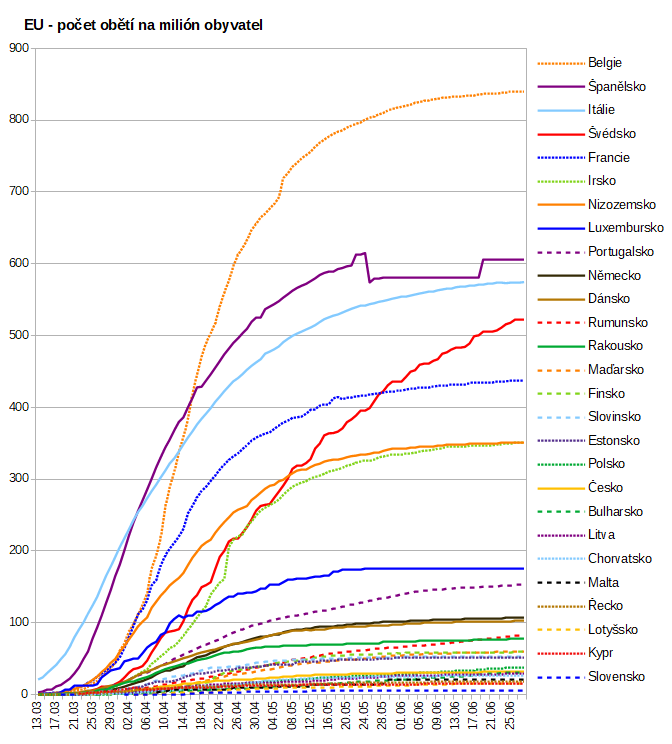 EU - počet obětí na milión obyvatel
900
800
700
600
500
400
300
200
100
0
13.03
17.03
21.03
25.03
29.03
02.04
06.04
10.04
14.04
18.04
22.04
26.04
30.04
04.05
08.05
12.05
16.05
20.05
24.05
28.05
01.06
05.06
09.06
13.06
17.06
21.06
25.06
Belgie
Španělsko
Itálie
Švédsko
Francie
Irsko
Nizozemsko
Luxembursko
Portugalsko
Německo
Dánsko
Rumunsko
Rakousko
Maďarsko
Finsko
Slovinsko
Estonsko
Polsko
Česko
Bulharsko
Litva
Chorvatsko
Malta
Řecko
Lotyšsko
Kypr
Slovensko